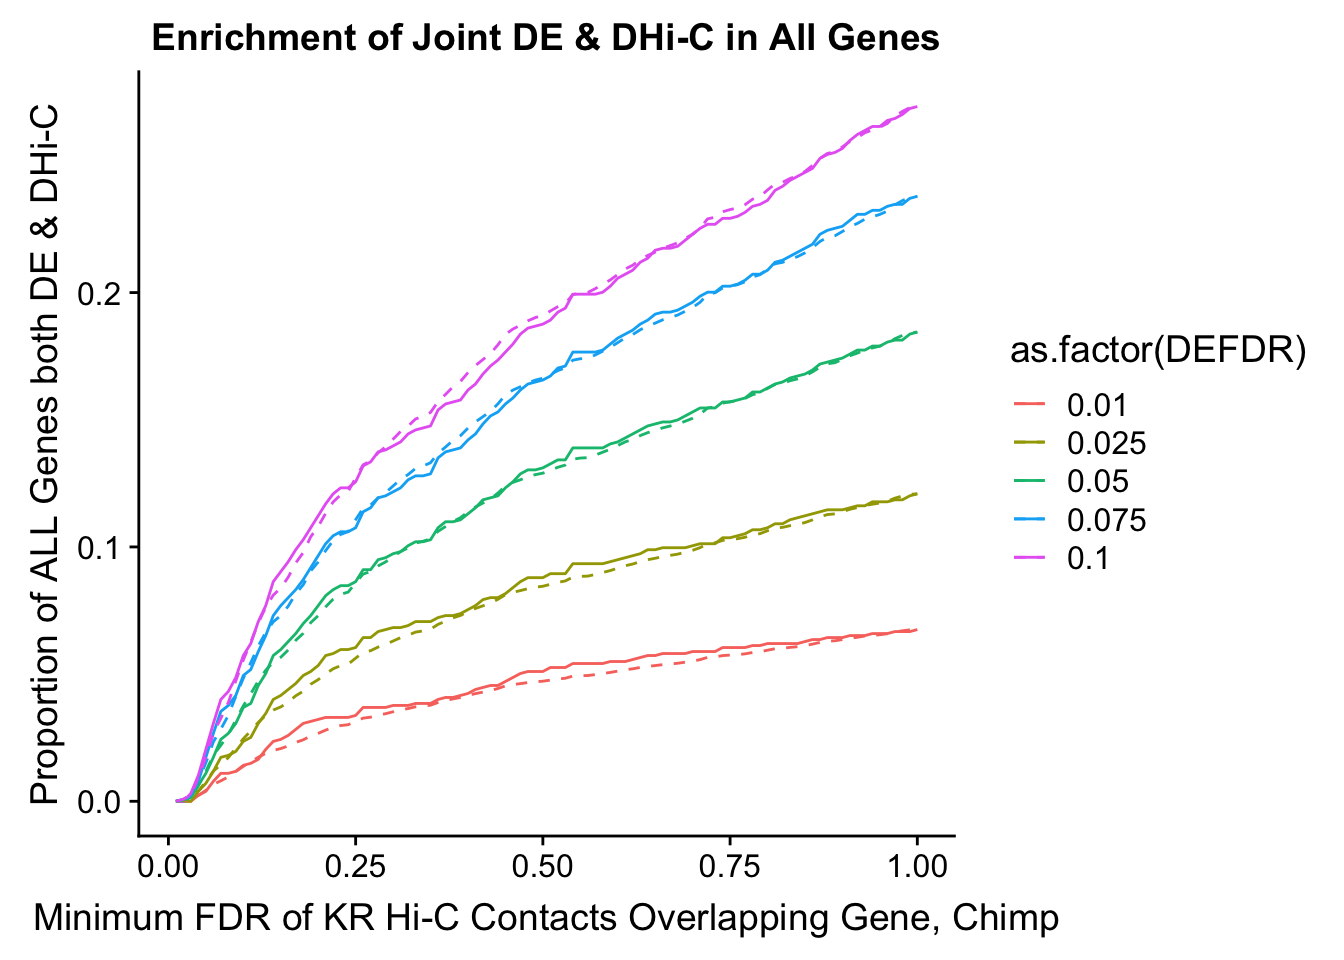 Enrichment of Joint DE & DHi-C in All Genes
Proportion of ALL Genes both DE & DHi-C
0.2
0.1
0.0
0.00 0.25 0.50 0.75 1.00
Minimum FDR of KR Hi-C Contacts Overlapping Gene, Chimp
as.factor(DEFDR)
0.01
0.025
0.05
0.075
0.1